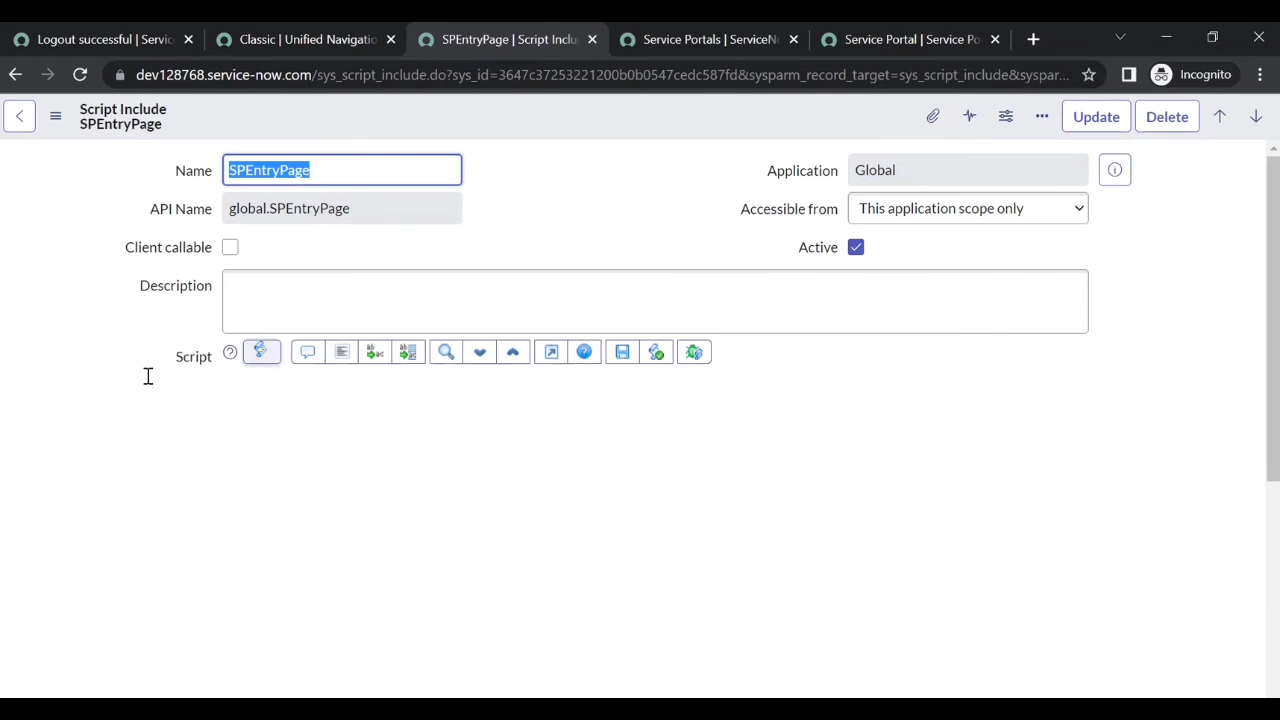 Logout successful | Service
Classic | Unified Navigatio
SPEntryPage | Script Inclu
Service Portals | ServiceN
Service Portal | Service Po
dev128768.service-now.com/sys_script_include.do?sys_id=3647c37253221200b0b0547cedc587fd&sysparm_record_target=sys_script_include&syspar...
Incognito
Script Include
SPEntryPage
Update
Delete
Name
SPEntryPage
Application
Global
API Name
global.SPEntryPage
Accessible from
This application scope only
Client callable
Active
Description
Script